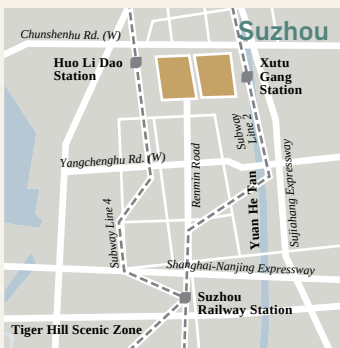 Suzhou
Chunshenhu Rd. (W)
Huo Li Dao
Station
Xutu
Gang
Station
Subway
Line 2
Yangchenghu Rd. (W)
Renmin Road
Yuan He Tan
Sujiahang Expressway
Subway Line 4
Shanghai-Nanjing Expressway
Suzhou
Railway Station
Tiger Hill Scenic Zone